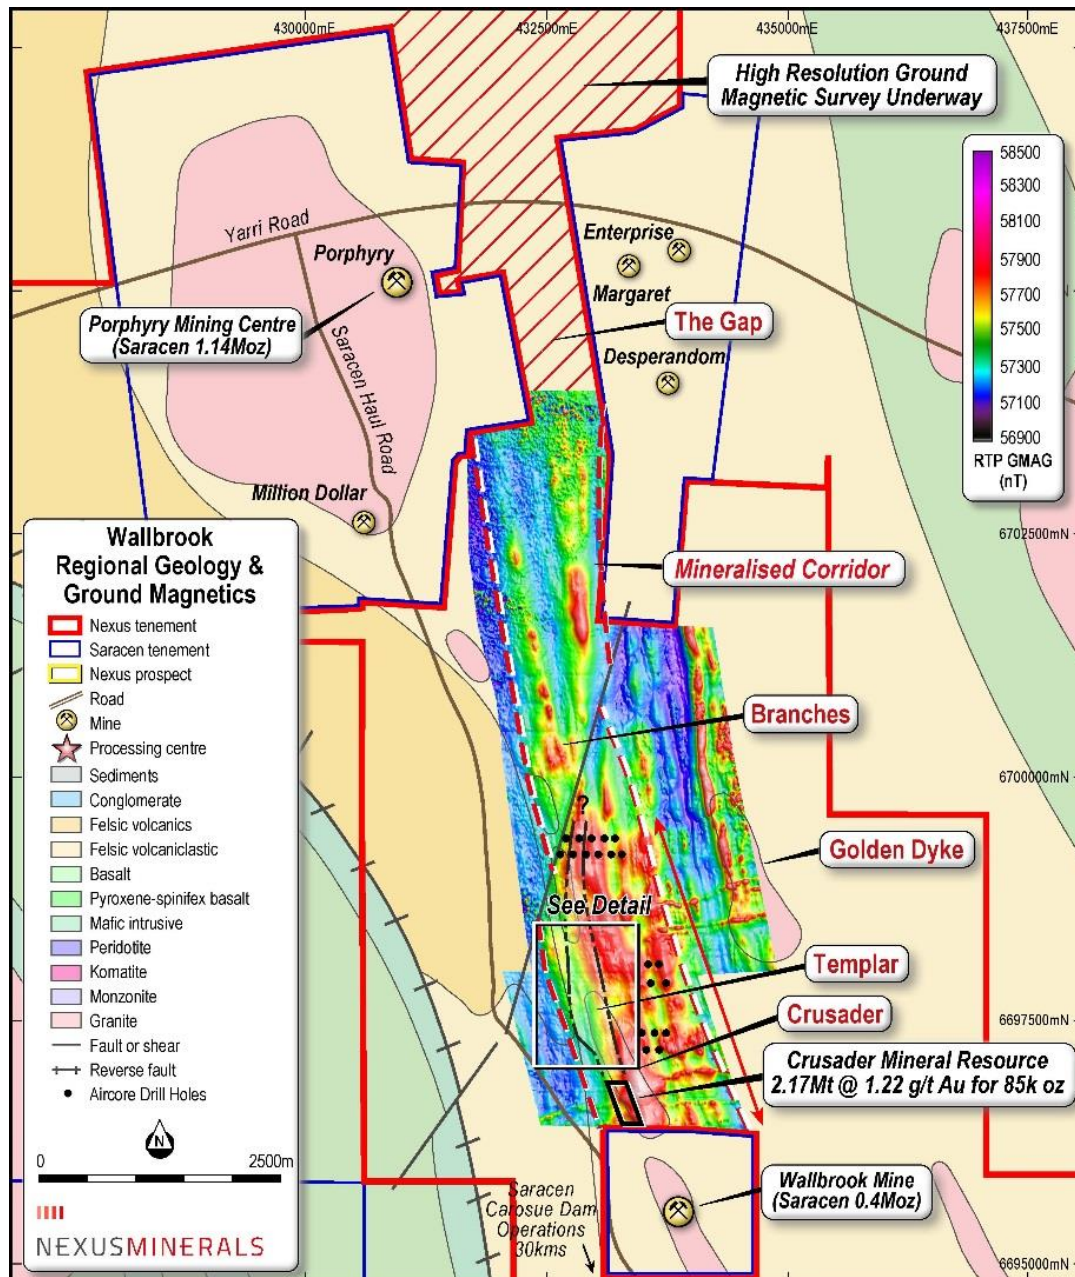 430000mE
432500mE
435000mE
437500mE
High Resolution Ground
Magnetic Survey Underway
58500
58300
58100
57900
57700
57500
57300
57100
56900
RTP GMAG
(nT)
Yarri Road
Porphyry
Enterprise
Margaret
Porphyry Mining Centre
(Saracen 1.14Moz)
The Gap
Desperandom
Saracen Haul Road
Million Dollar
6702500mN
Mineralised Corridor
Wallbrook
Regional Geology &
Ground Magnetics
Nexus tenement
Saracen tenement
Nexus prospect
Road
Mine
Processing centre
Sediments
Conglomerate
Felsic volcanics
Felsic volcaniclastic
Basalt
Pyroxene-spinifex basalt
Mafic intrusive
Peridotite
Komatite
Monzonite
Granite
Fault or shear
Reverse fault
Aircore Drill Holes
N
0
2500m
NEXUSMINERALS
Branches
6700000mN
?
Golden Dyke
See Detail
Templar
Crusader
6697500mN
Crusader Mineral Resource
2.17Mt @ 1.22 g/t Au for 85k oz
Wallbrook Mine
(Saracen 0.4Moz)
Saracen
Carosue Dam
Operations
30kms
6695000mN